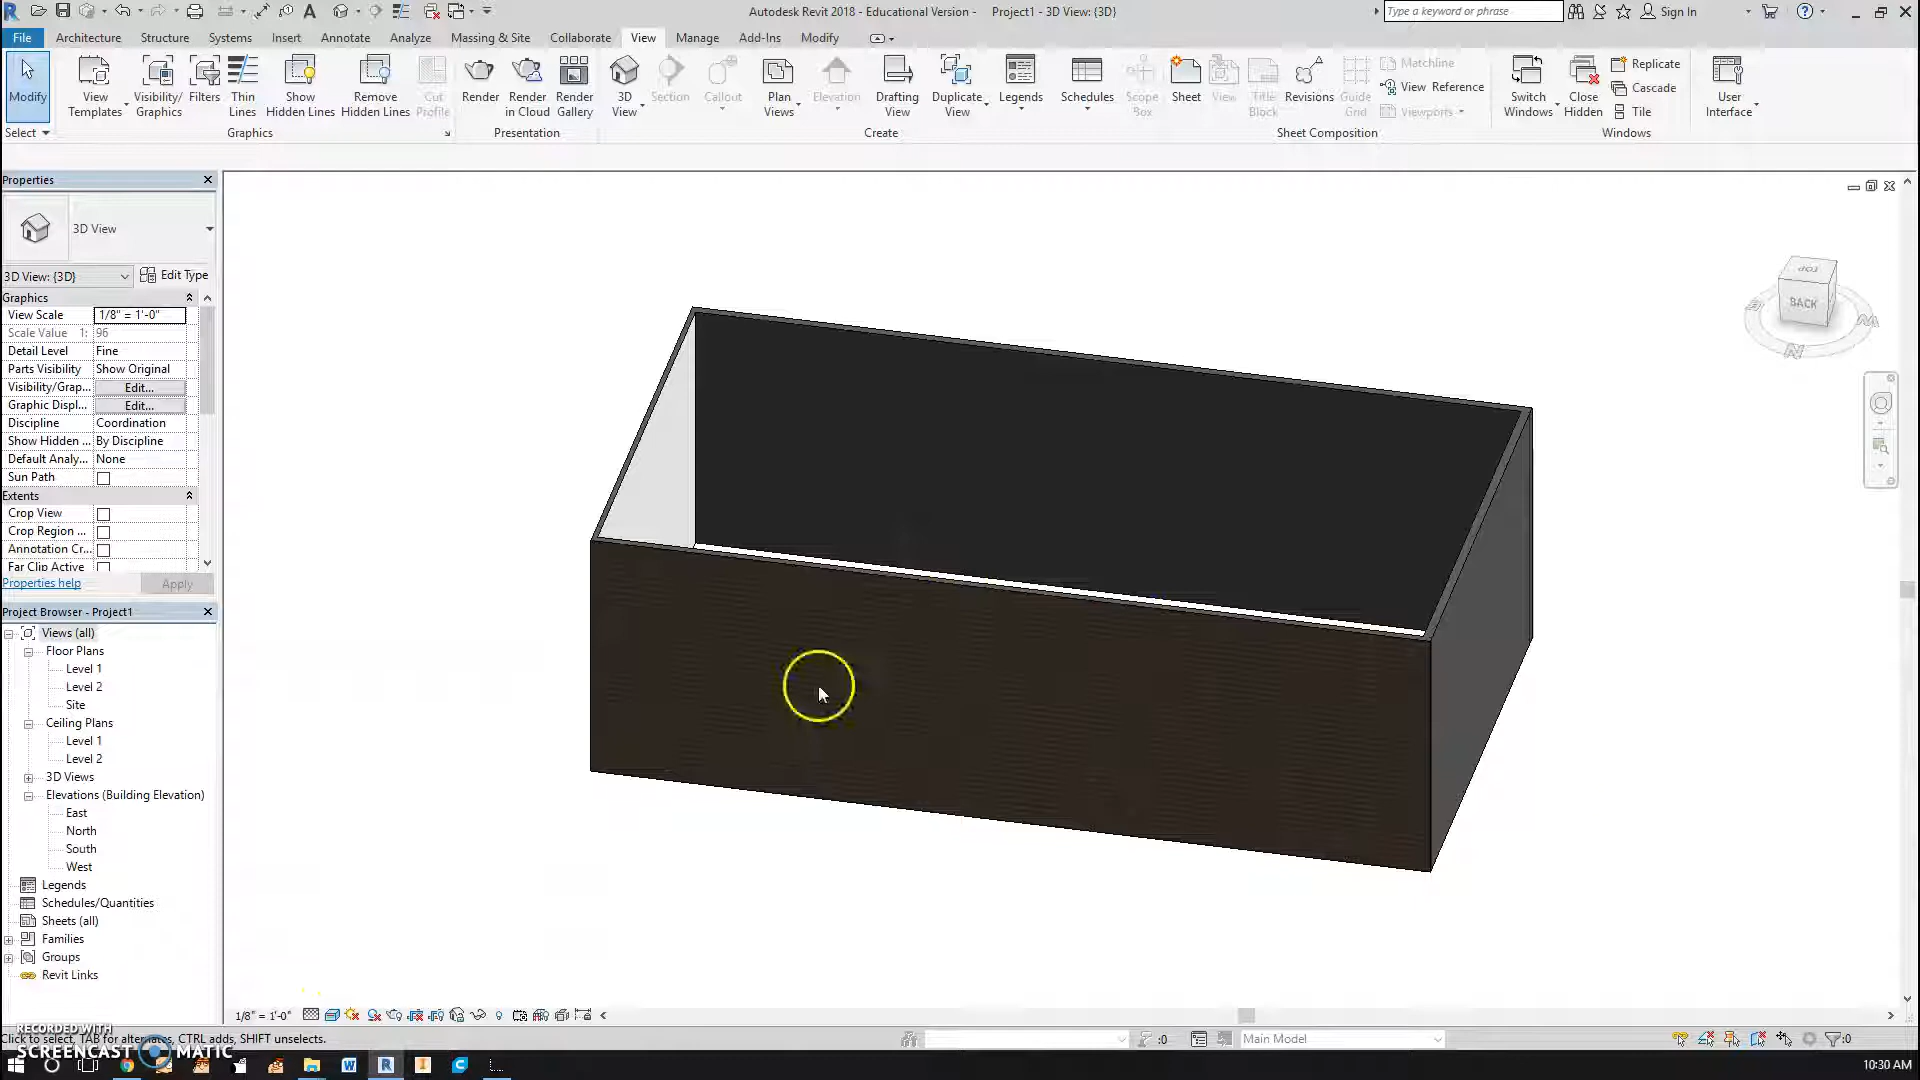 Autodesk Revit 2018 - Educational Version - Project1 - 3D View: {3D}
Type a keyword or phrase
Sign In
File Architecture Structure Systems Insert Annotate Analyze Massing & Site Collaborate View Manage Add-Ins Modify
Modify
View Templates
Visibility/ Graphics
Filters
Thin Lines
Show Hidden Lines
Remove Hidden Lines
Cut Profile
Render
Render in Cloud
Render Gallery
3D View
Section
Callout
Plan Views
Elevation
Drafting View
Duplicate View
Legends
Schedules
Scope Box
Sheet
View
Title Block
Revisions
Guide Grid
Matchline
View Reference
Viewports
Switch Windows
Close Hidden
Replicate
Cascade
Tile
User Interface
Select Graphics Presentation Create Sheet Composition Windows
Properties
3D View
3D View: {3D} Edit Type
Graphics
View Scale 1/8" = 1'-0"
Scale Value 1: 96
Detail Level Fine
Parts Visibility Show Original
Visibility/Grap... Edit...
Graphic Displ... Edit...
Discipline Coordination
Show Hidden ... By Discipline
Default Analy... None
Sun Path
Extents
Crop View
Crop Region ...
Annotation Cr...
Far Clip Active
Properties help Apply
Project Browser - Project1
Views (all)
Floor Plans
Level 1
Level 2
Site
Ceiling Plans
Level 1
Level 2
3D Views
Elevations (Building Elevation)
East
North
South
West
Legends
Schedules/Quantities
Sheets (all)
Families
Groups
Revit Links
TOP
BACK
N
1/8" = 1'-0"
RECORDED WITH
Click to select, TAB for alternates, CTRL adds, SHIFT unselects.
:0 Main Model :0
SCREENCAST MATIC
10:30 AM